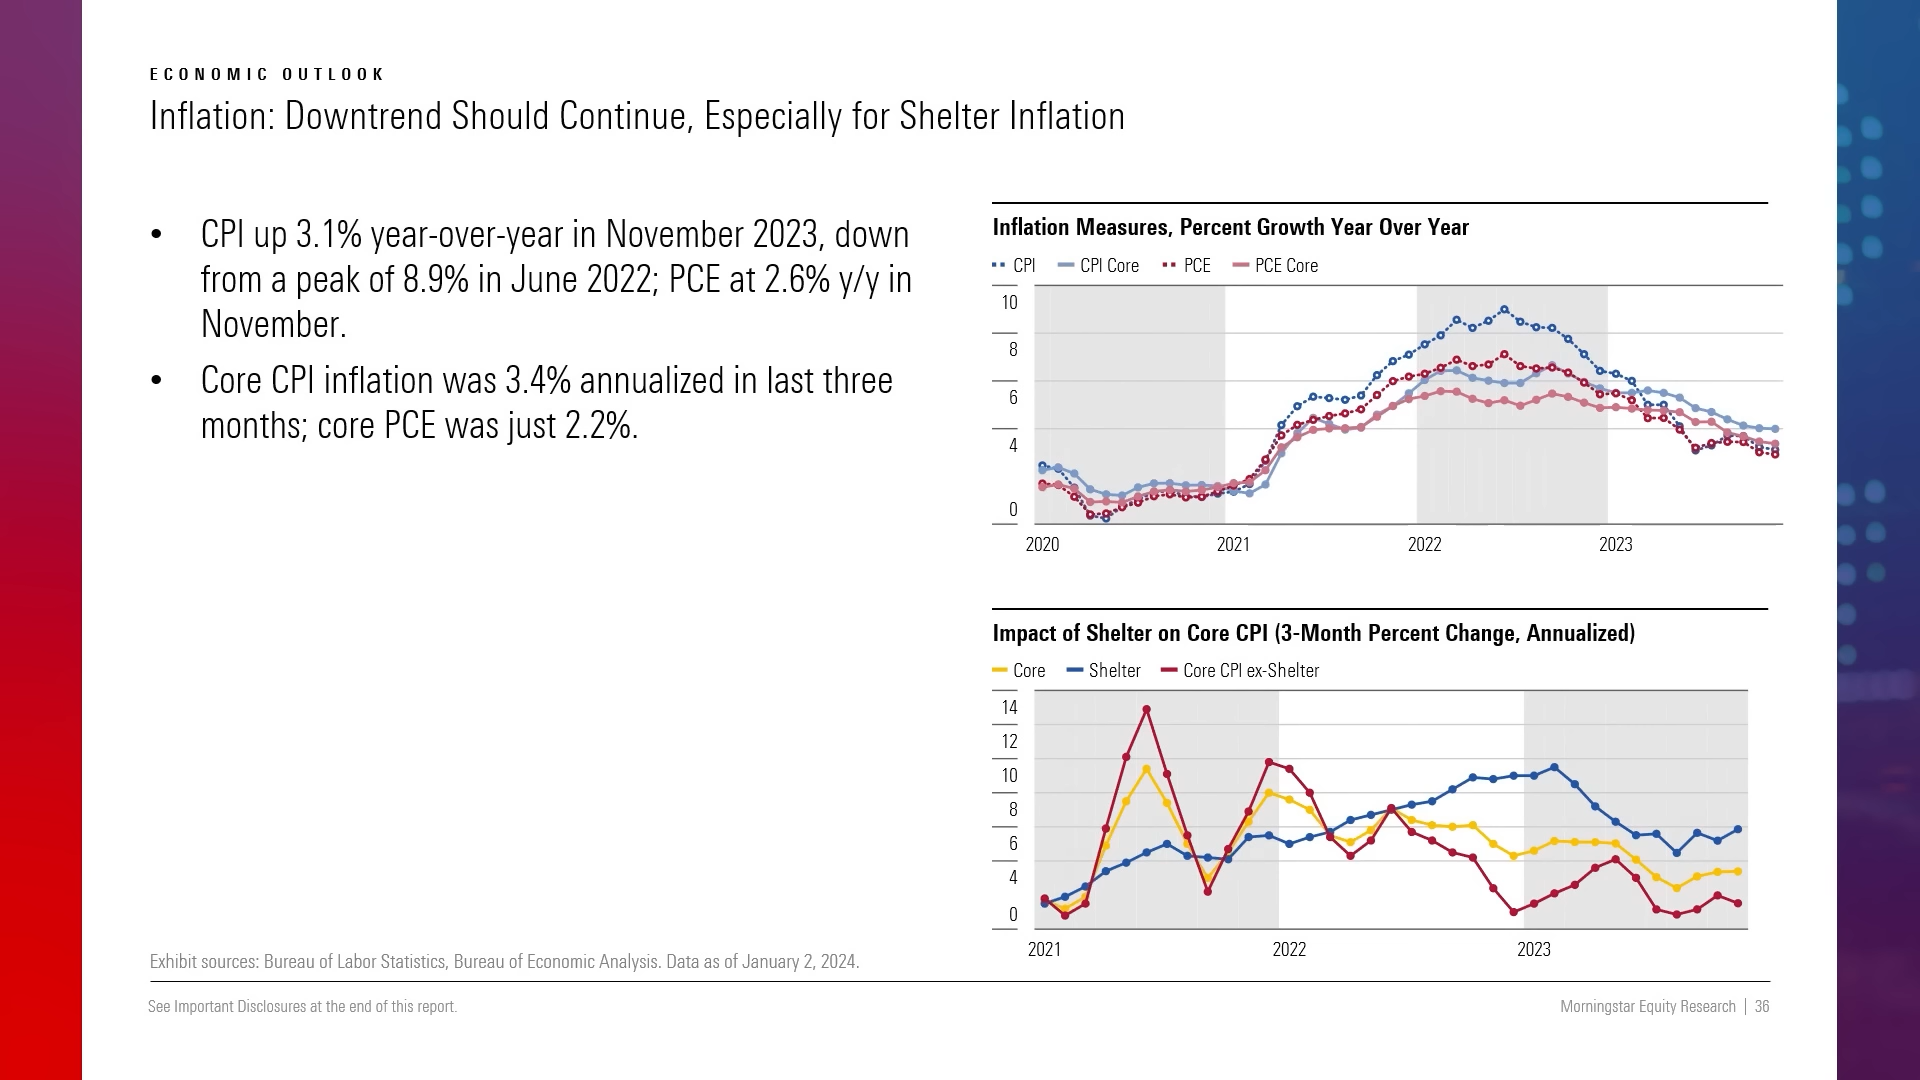 ECONOMIC OUTLOOK
Inflation: Downtrend Should Continue, Especially for Shelter Inflation
• CPI up 3.1% year-over-year in November 2023, down
from a peak of 8.9% in June 2022; PCE at 2.6% y/y in
November.
• Core CPI inflation was 3.4% annualized in last three
months; core PCE was just 2.2%.
Inflation Measures, Percent Growth Year Over Year
CPI CPI Core PCE PCE Core
10
8
6
4
0
2020 2021 2022 2023
Impact of Shelter on Core CPI (3-Month Percent Change, Annualized)
Core Shelter Core CPI ex-Shelter
14
12
10
8
6
4
0
2021 2022 2023
Exhibit sources: Bureau of Labor Statistics, Bureau of Economic Analysis. Data as of January 2, 2024.
See Important Disclosures at the end of this report.
Morningstar Equity Research | 36